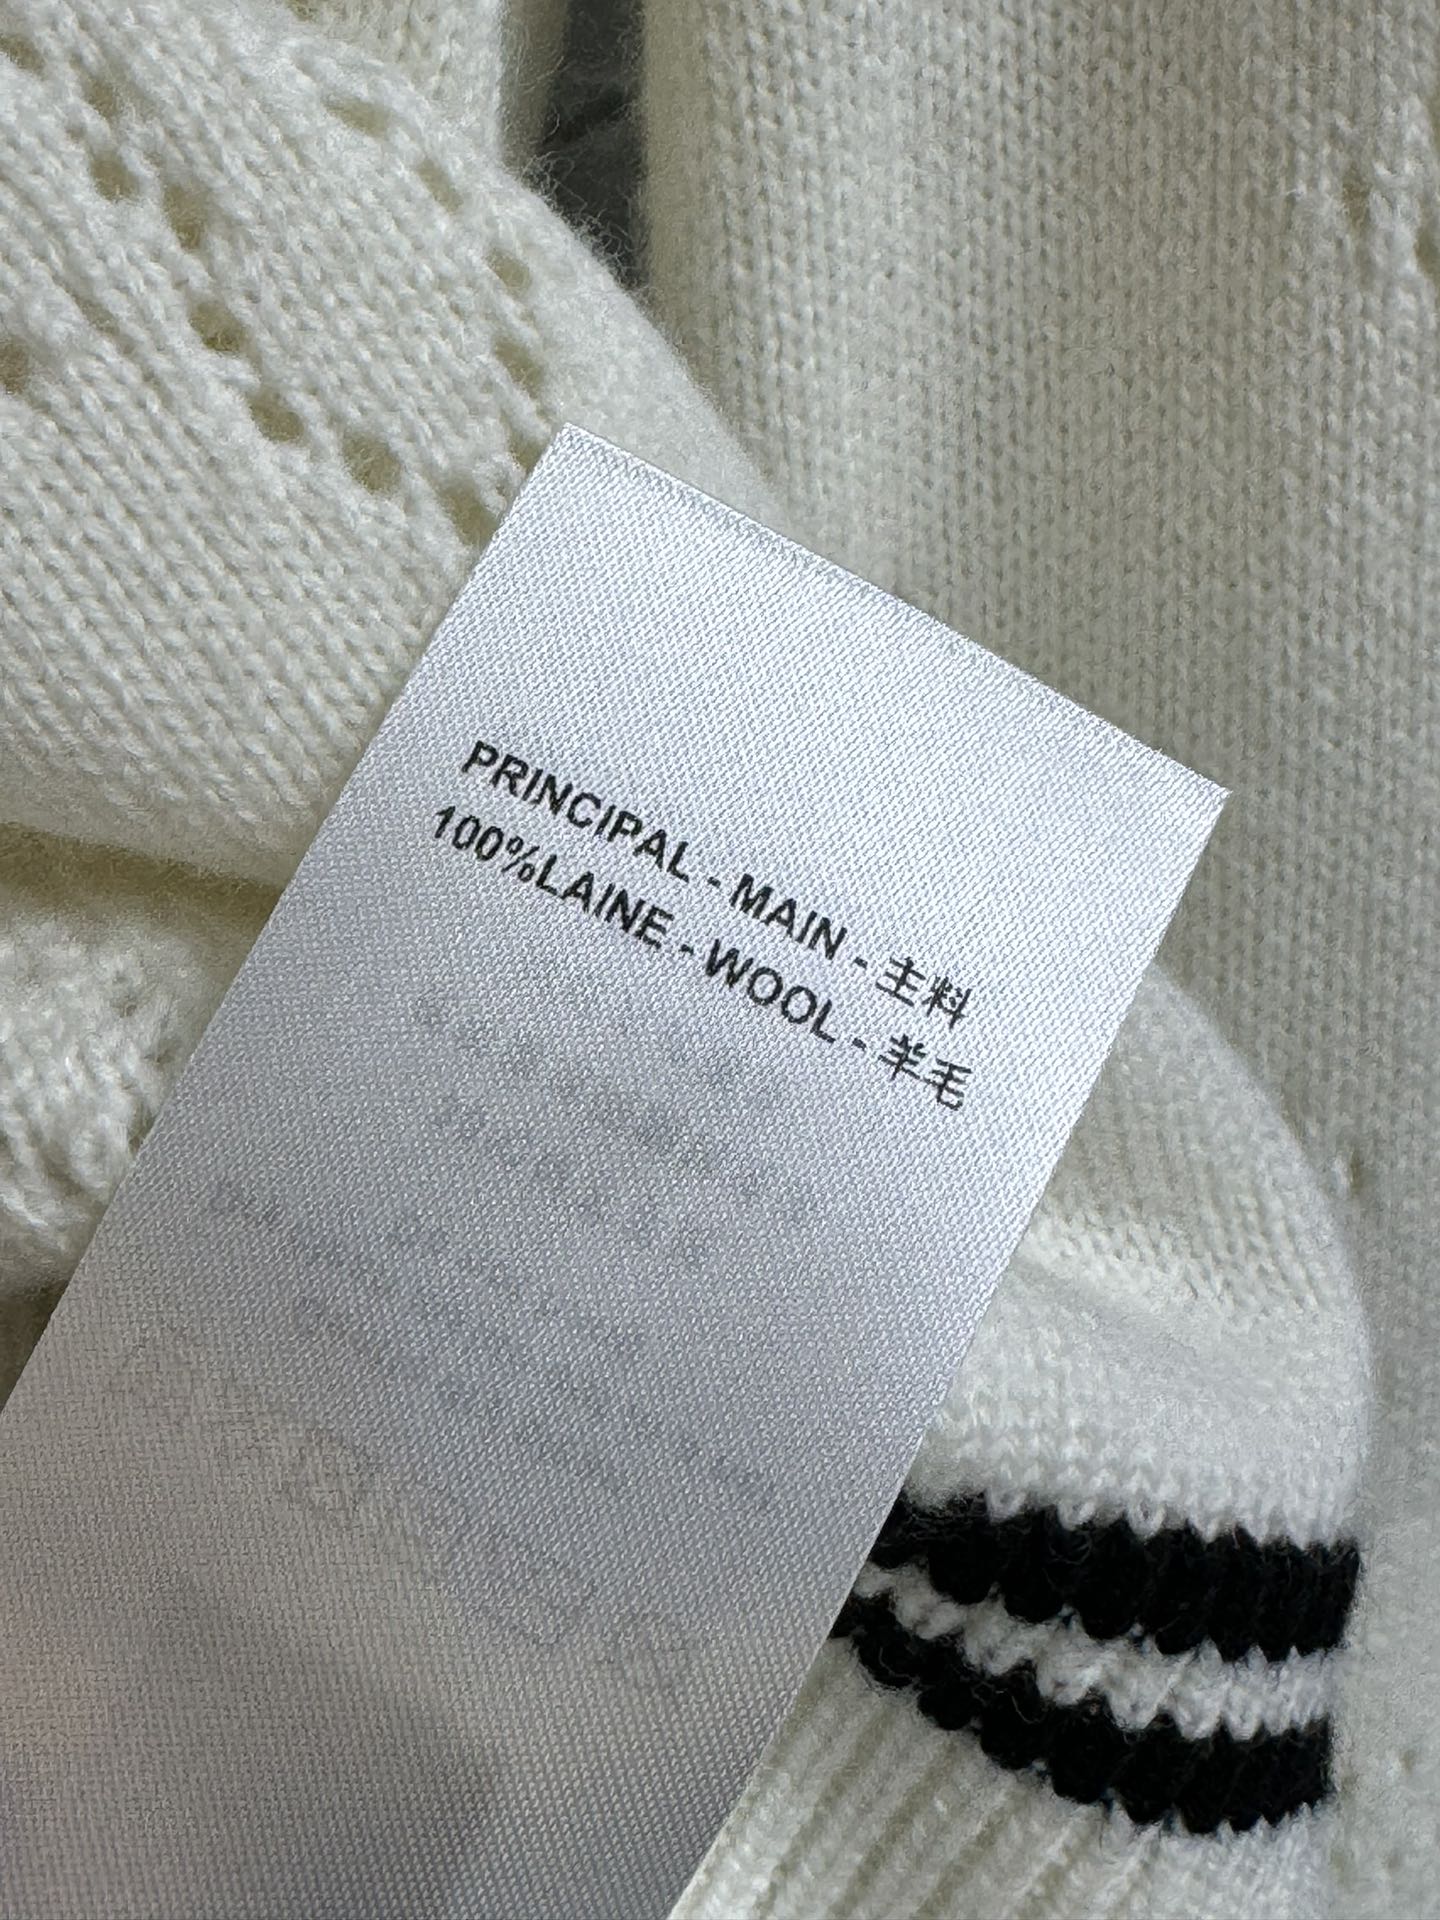 PRINCIPAL - MAIN - 主料
100%LAINE - WOOL - 羊毛